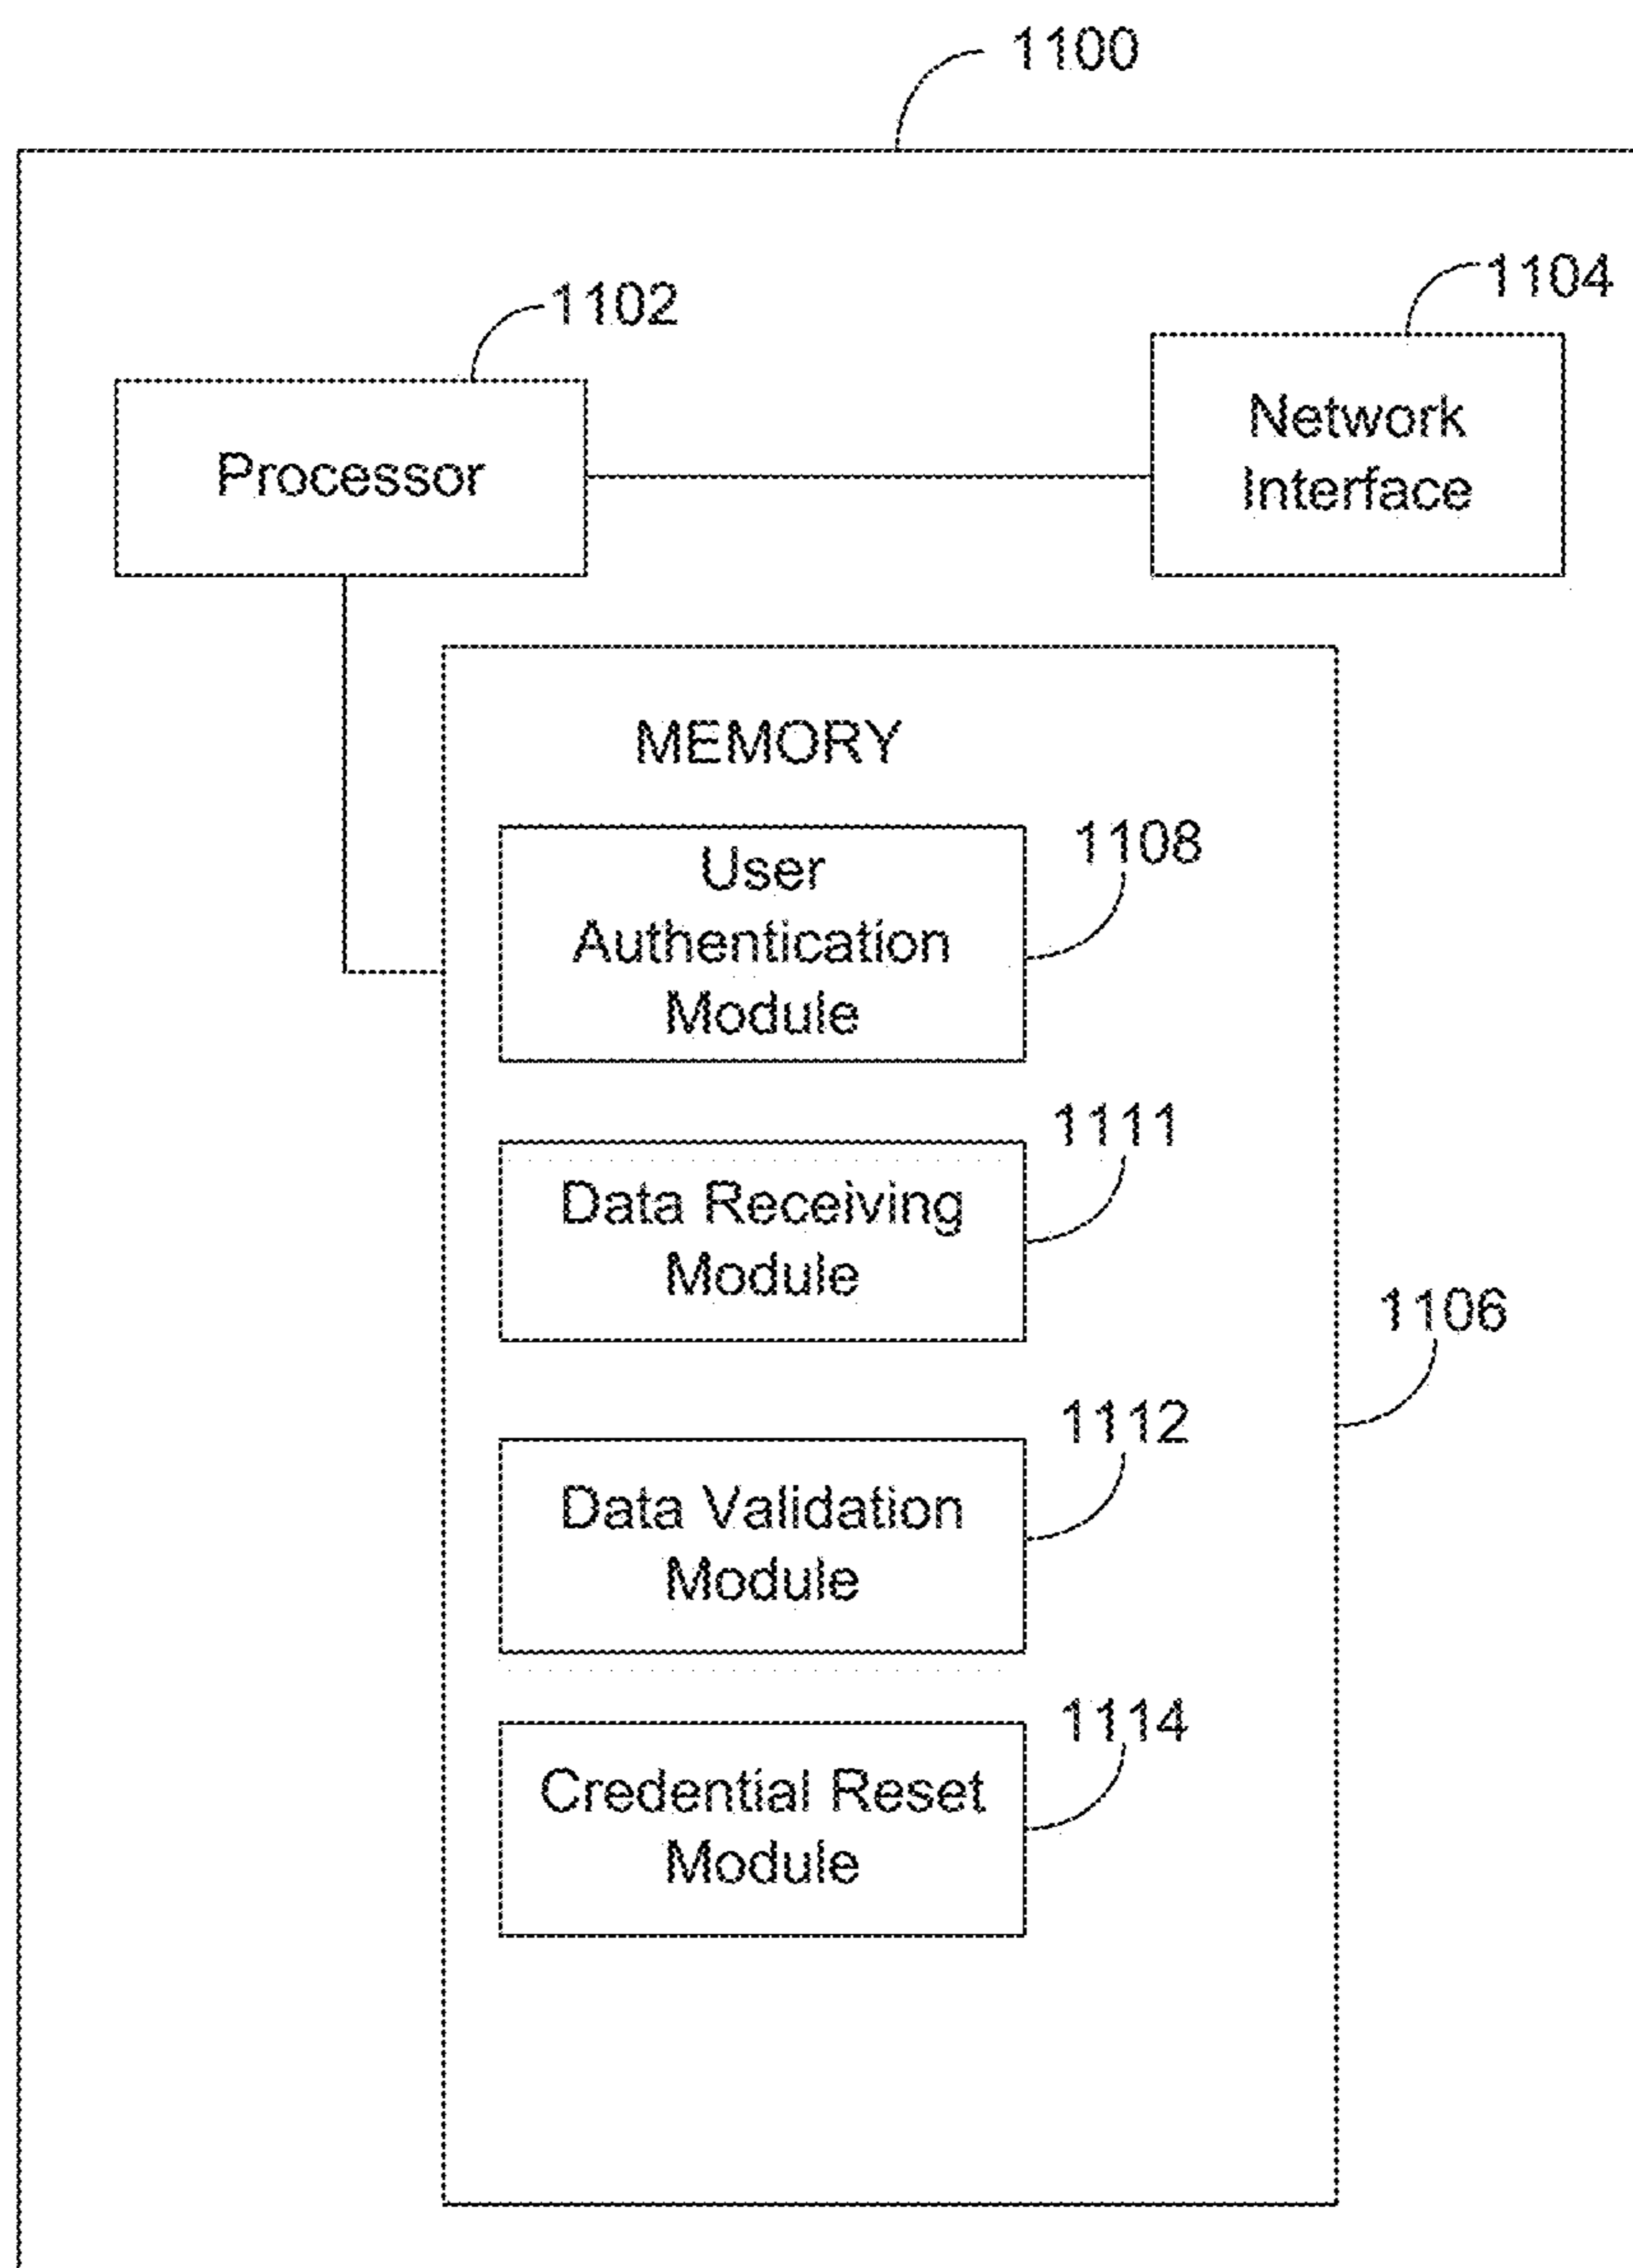 1100
1102
1104
Processor
Network
Interface
MEMORY
1108
User
Authentication
Module
1111
Data Receiving
Module
1106
1112
Data Validation
Module
1114
Credential Reset
Module